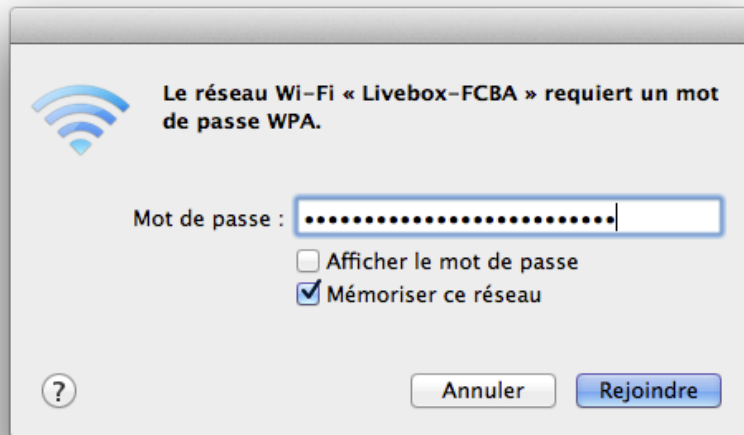 Le réseau Wi-Fi « Livebox-FCBA » requiert un mot
de passe WPA.
Mot de passe : ••••••••••••••••••••••••••
Afficher le mot de passe
Mémoriser ce réseau
? Annuler Rejoindre